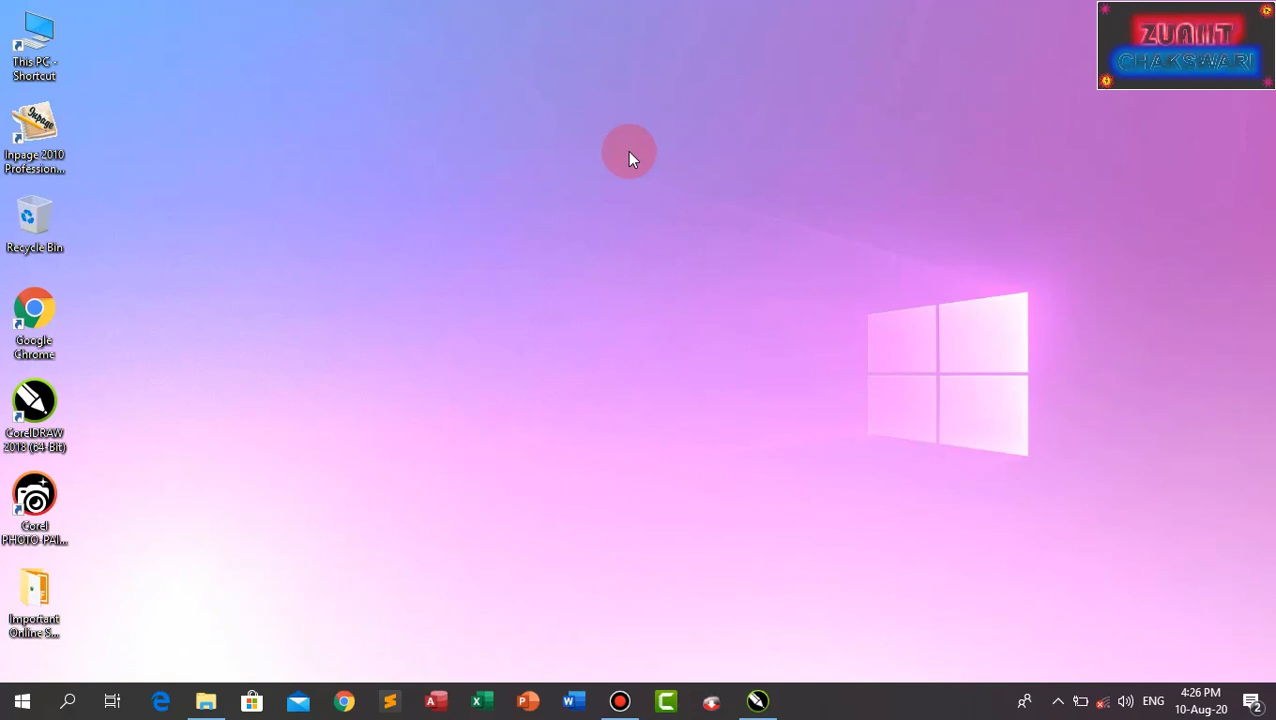 This PC -
Shortcut
Inpage 2010
Profession...
Recycle Bin
Google
Chrome
CorelDRAW
2018 (64-Bit)
Corel
PHOTO-PAI...
Important
Online S...
ZUAIIT
CHAKSWARI
ENG
4:26 PM
10-Aug-20
2